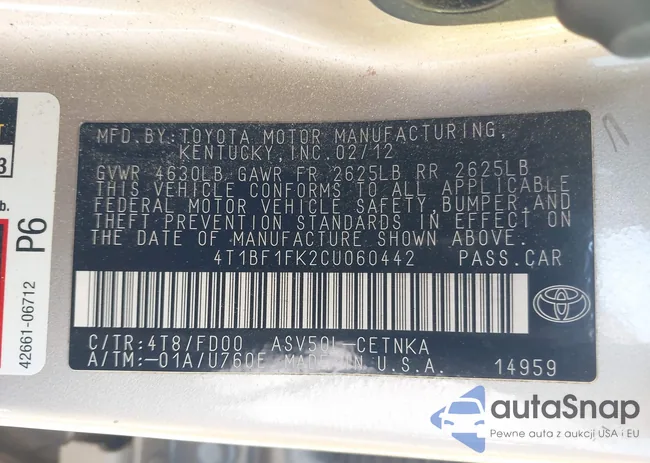 MFD.BY:TOYOTA MOTOR MANUFACTURING,
KENTUCKY,INC.02/12
GVWR 4630LB GAWR FR 2625LB RR 2625LB
THIS VEHICLE CONFORMS TO ALL APPLICABLE
FEDERAL MOTOR VEHICLE SAFETY,BUMPER,AND
THEFT PREVENTION STANDARDS IN EFFECT ON
THE DATE OF MANUFACTURE SHOWN ABOVE.
4T1BF1FK2CU060442 PASS.CAR
C/TR:4T8/FD00 ASV50L-CETNKA
A/TM:-01A/U760E MADE IN U.S.A. 14959
3
b.
P6
42661-06712
autaSnap
Pewne auta z aukcji USA i EU